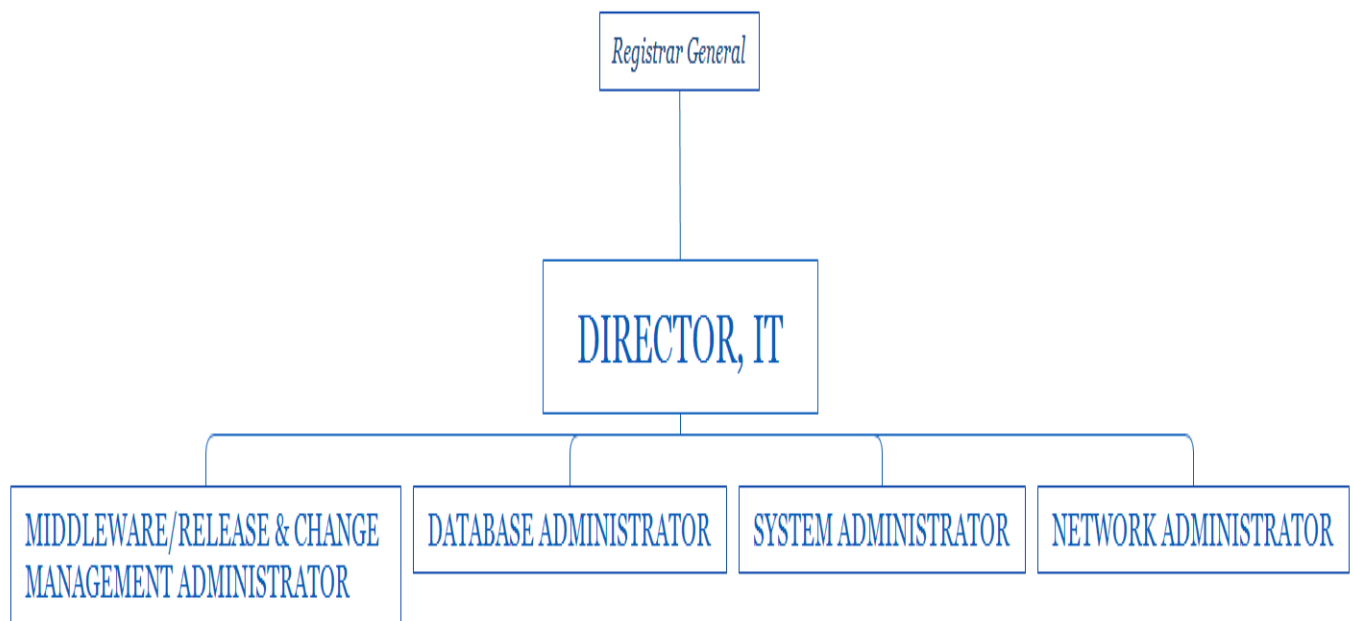 Registrar General
DIRECTOR, IT
MIDDLEWARE/RELEASE & CHANGE
MANAGEMENT ADMINISTRATOR
DATABASE ADMINISTRATOR
SYSTEM ADMINISTRATOR
NETWORK ADMINISTRATOR